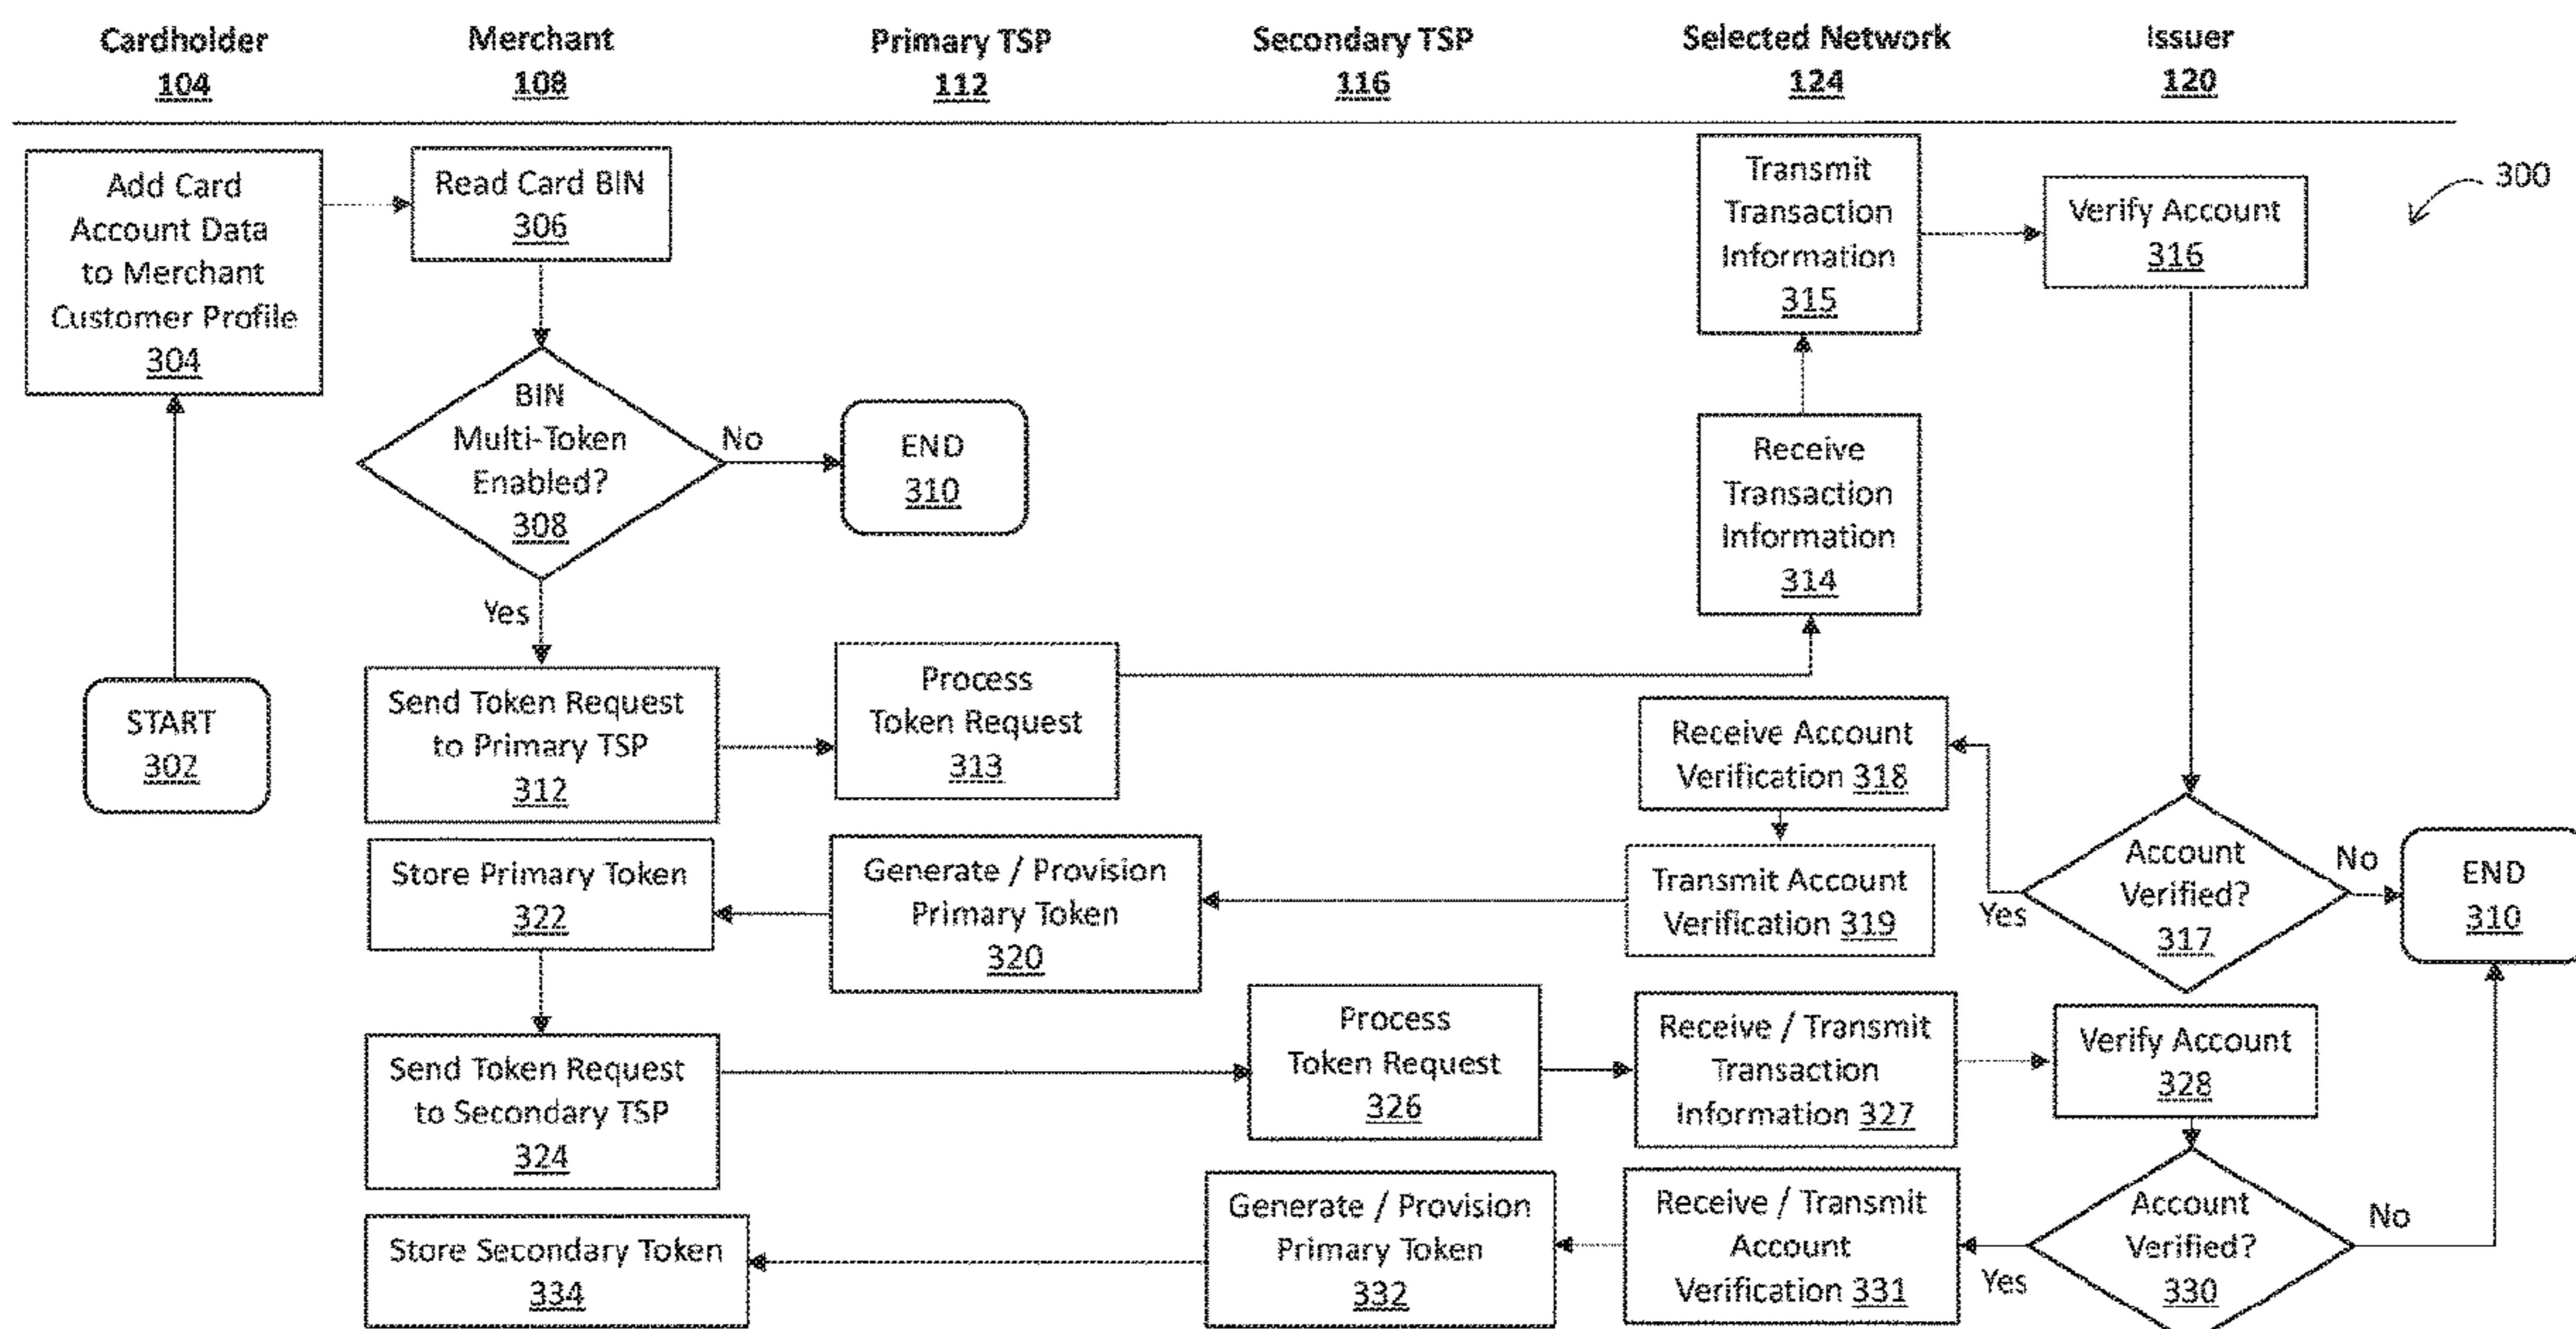 Cardholder
104
Merchant
108
Primary TSP
112
Secondary TSP
116
Selected Network
124
Issuer
120
300
Add Card
Account Data
to Merchant
Customer Profile
304
Read Card BIN
306
Transmit
Transaction
Information
315
Verify Account
316
BIN
Multi-Token
Enabled?
308
No
END
310
Receive
Transaction
Information
314
Yes
START
302
Send Token Request
to Primary TSP
312
Process
Token Request
313
Receive Account
Verification 318
Store Primary Token
322
Generate / Provision
Primary Token
320
Transmit Account
Verification 319
Yes
Account
Verified?
317
No
END
310
Send Token Request
to Secondary TSP
324
Process
Token Request
326
Receive / Transmit
Transaction
Information 327
Verify Account
328
Store Secondary Token
334
Generate / Provision
Primary Token
332
Receive / Transmit
Account
Verification 331
Yes
Account
Verified?
330
No